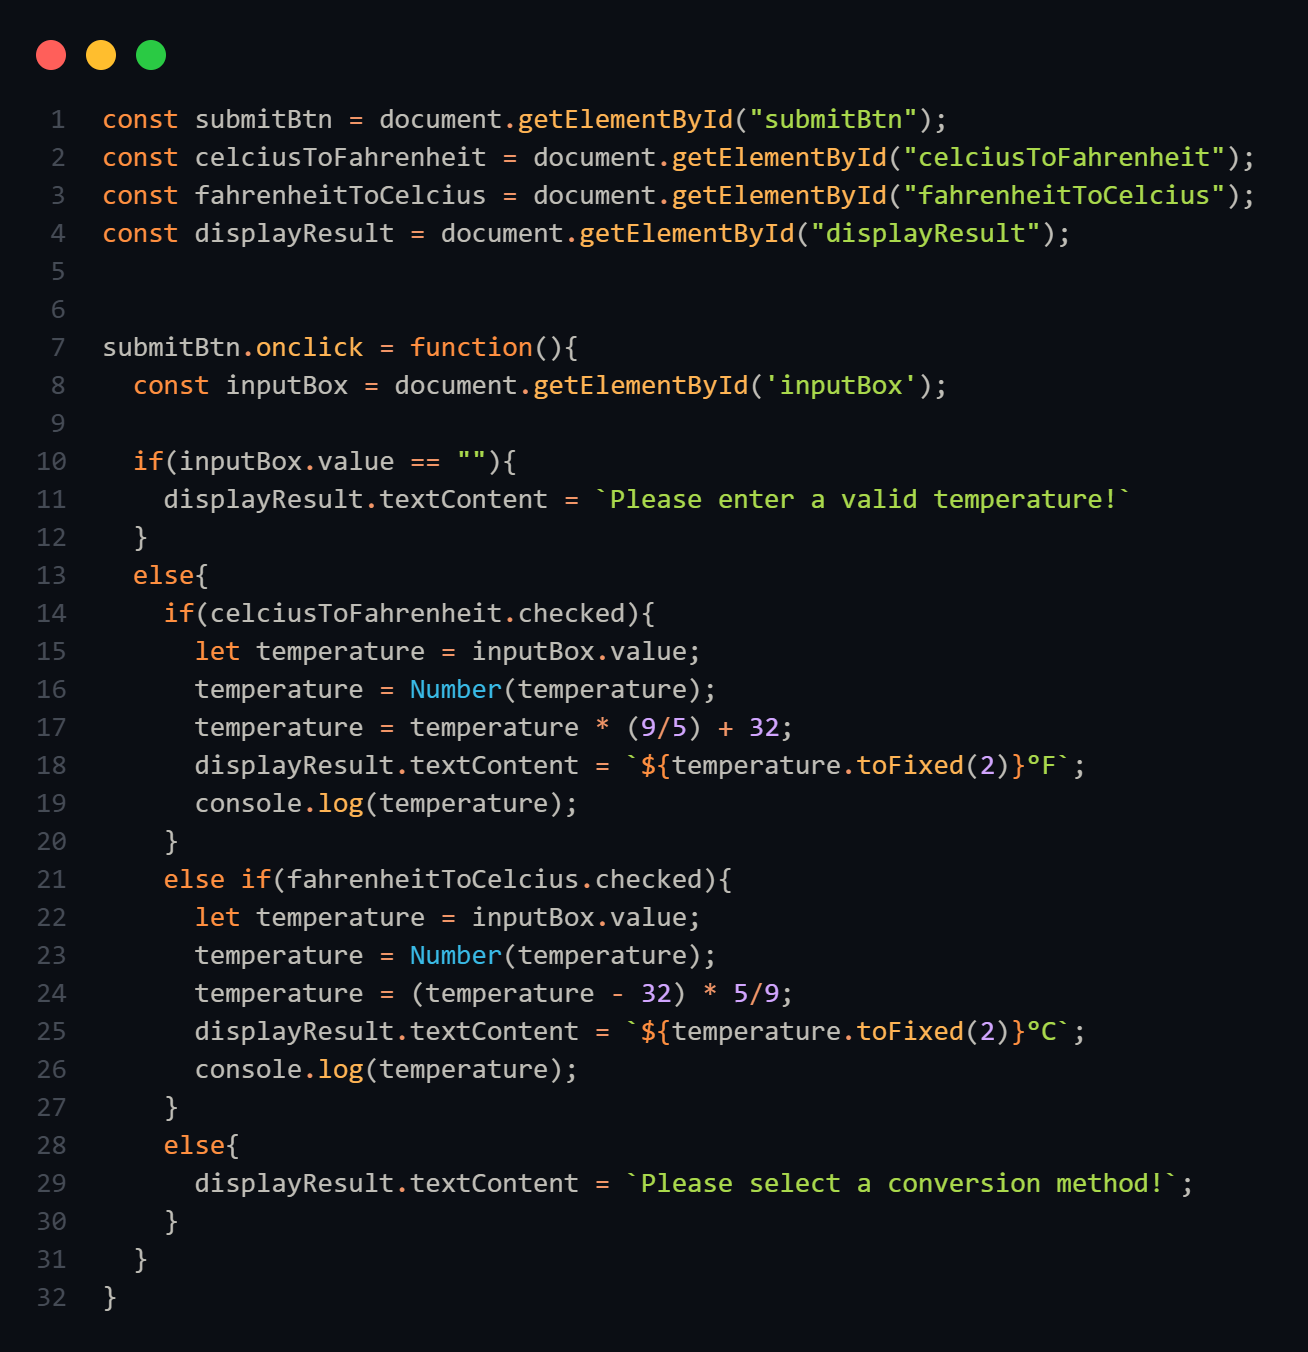 1 const submitBtn = document.getElementById("submitBtn");
2 const celciusToFahrenheit = document.getElementById("celciusToFahrenheit");
3 const fahrenheitToCelcius = document.getElementById("fahrenheitToCelcius");
4 const displayResult = document.getElementById("displayResult");
5
6
7 submitBtn.onclick = function(){
8   const inputBox = document.getElementById('inputBox');
9
10   if(inputBox.value == ""){
11     displayResult.textContent = `Please enter a valid temperature!`
12   }
13   else{
14     if(celciusToFahrenheit.checked){
15       let temperature = inputBox.value;
16       temperature = Number(temperature);
17       temperature = temperature * (9/5) + 32;
18       displayResult.textContent = `${temperature.toFixed(2)}ºF`;
19       console.log(temperature);
20     }
21     else if(fahrenheitToCelcius.checked){
22       let temperature = inputBox.value;
23       temperature = Number(temperature);
24       temperature = (temperature - 32) * 5/9;
25       displayResult.textContent = `${temperature.toFixed(2)}ºC`;
26       console.log(temperature);
27     }
28     else{
29       displayResult.textContent = `Please select a conversion method!`;
30     }
31   }
32 }